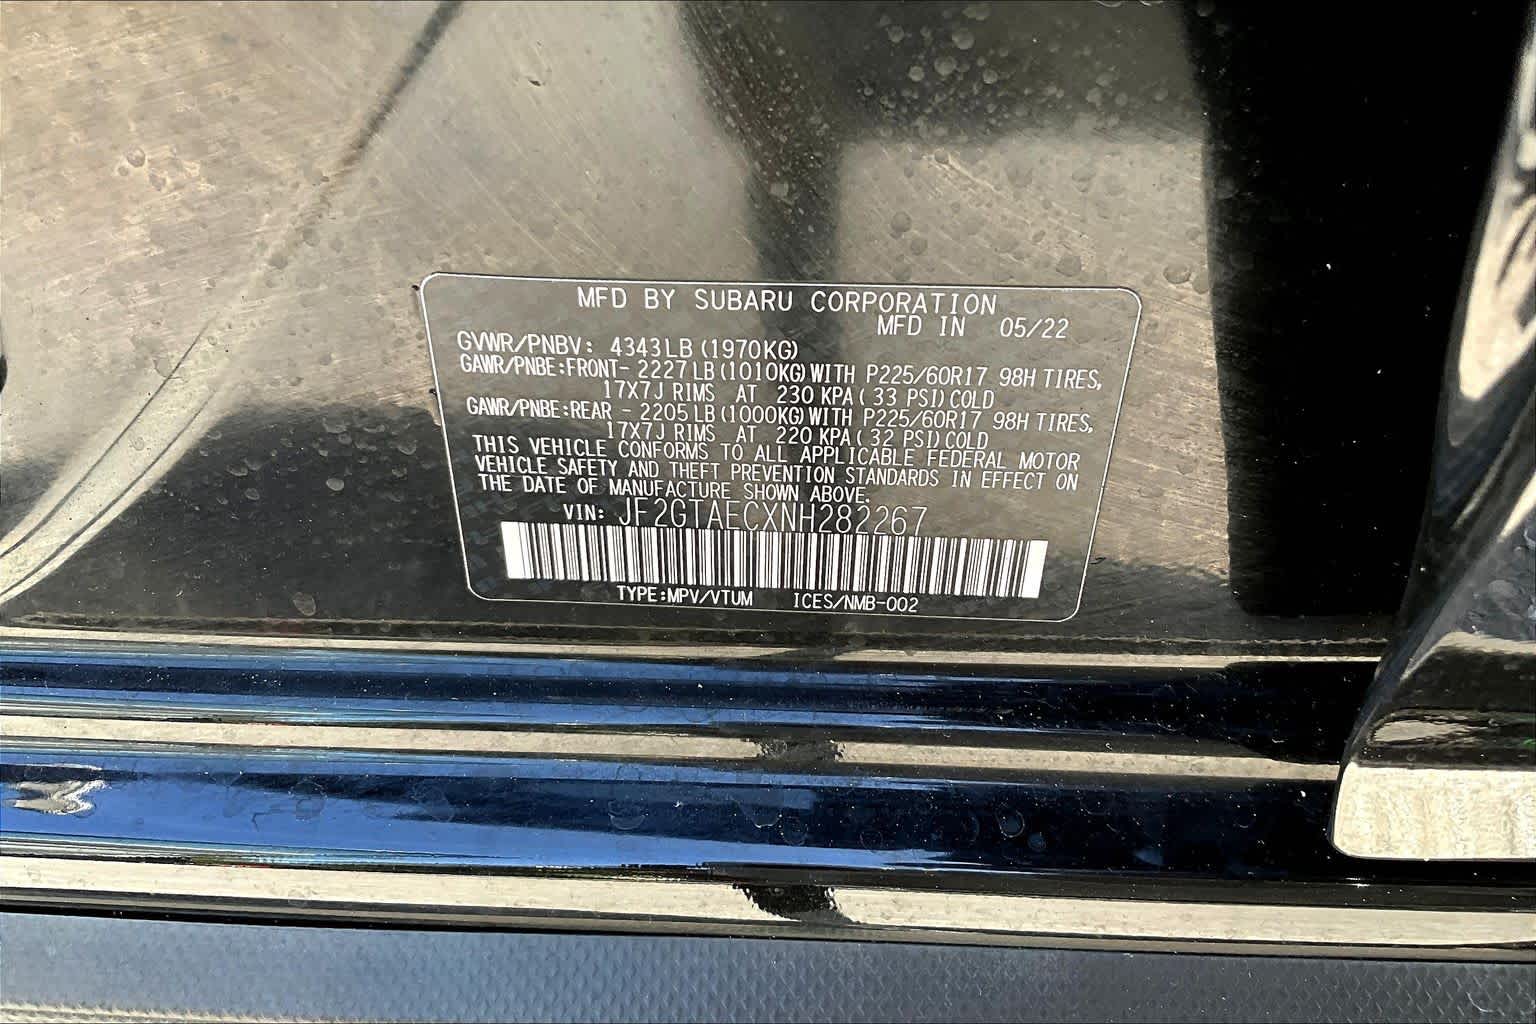 MFD BY SUBARU CORPORATION
MFD IN 05/22
GVWR/PNBV: 4343LB(1970KG)
GAWR/PNBE:FRONT- 2227LB(1010KG)WITH P225/60R17 98H TIRES,
17X7J RIMS AT 230 KPA( 33 PSI)COLD
GAWR/PNBE:REAR - 2205LB(1000KG)WITH P225/60R17 98H TIRES,
17X7J RIMS AT 220 KPA( 32 PSI)COLD
THIS VEHICLE CONFORMS TO ALL APPLICABLE FEDERAL MOTOR
VEHICLE SAFETY AND THEFT PREVENTION STANDARDS IN EFFECT ON
THE DATE OF MANUFACTURE SHOWN ABOVE.
VIN: JF2GTAECXNH282267
TYPE:MPV/VTUM ICES/NMB-002